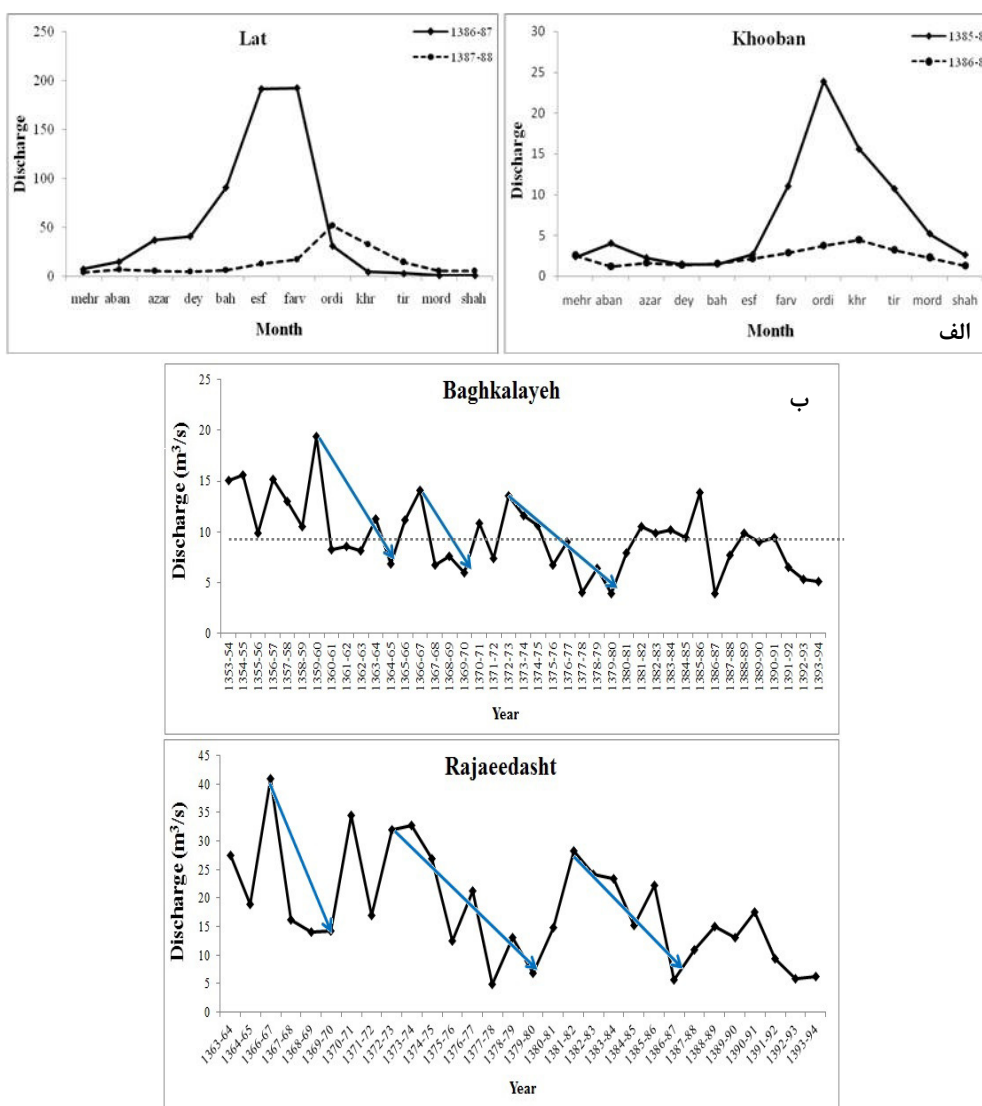 Lat
1386-87
1387-88
250
200
150
100
50
0
Discharge
mehr aban azar dey bah esf farv ordi khr tir mord shah
Month
Khooban
1385-8
1386-8
30
25
20
15
10
5
0
Discharge
mehr aban azar dey bah esf farv ordi khr tir mord shah
Month
الف
Baghkalayeh
ب
25
20
15
10
5
0
Discharge (m³/s)
1353-54 1354-55 1355-56 1356-57 1357-58 1358-59 1359-60 1360-61 1361-62 1362-63 1363-64 1364-65 1365-66 1366-67 1367-68 1368-69 1369-70 1370-71 1371-72 1372-73 1373-74 1374-75 1375-76 1376-77 1377-78 1378-79 1379-80 1380-81 1381-82 1382-83 1383-84 1384-85 1385-86 1386-87 1387-88 1388-89 1389-90 1390-91 1391-92 1392-93 1393-94
Year
Rajaeedasht
45
40
35
30
25
20
15
10
5
0
Discharge (m³/s)
1363-64 1364-65 1366-67 1367-68 1368-69 1369-70 1370-71 1371-72 1372-73 1373-74 1374-75 1375-76 1376-77 1377-78 1378-79 1379-80 1380-81 1381-82 1382-83 1383-84 1384-85 1385-86 1386-87 1387-88 1388-89 1389-90 1390-91 1391-92 1392-93 1393-94
Year